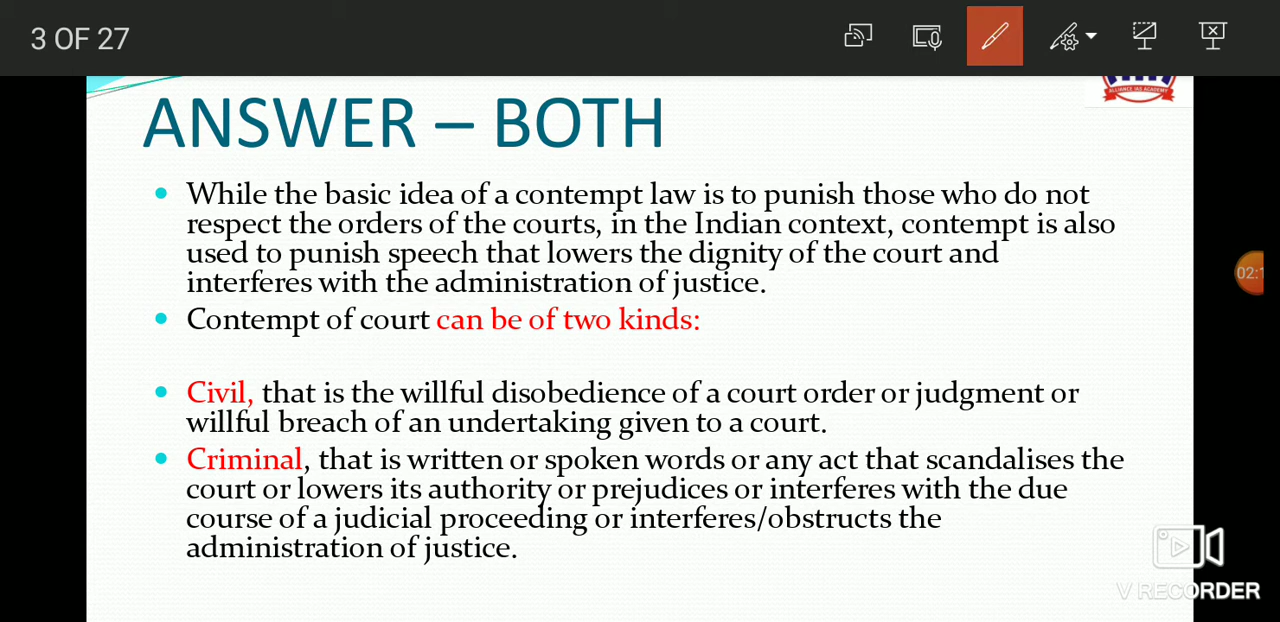 3 OF 27
ALLIANCE IAS ACADEMY
ANSWER – BOTH
While the basic idea of a contempt law is to punish those who do not
respect the orders of the courts, in the Indian context, contempt is also
used to punish speech that lowers the dignity of the court and
interferes with the administration of justice.
Contempt of court can be of two kinds:
Civil, that is the willful disobedience of a court order or judgment or
willful breach of an undertaking given to a court.
Criminal, that is written or spoken words or any act that scandalises the
court or lowers its authority or prejudices or interferes with the due
course of a judicial proceeding or interferes/obstructs the
administration of justice.
V RECORDER